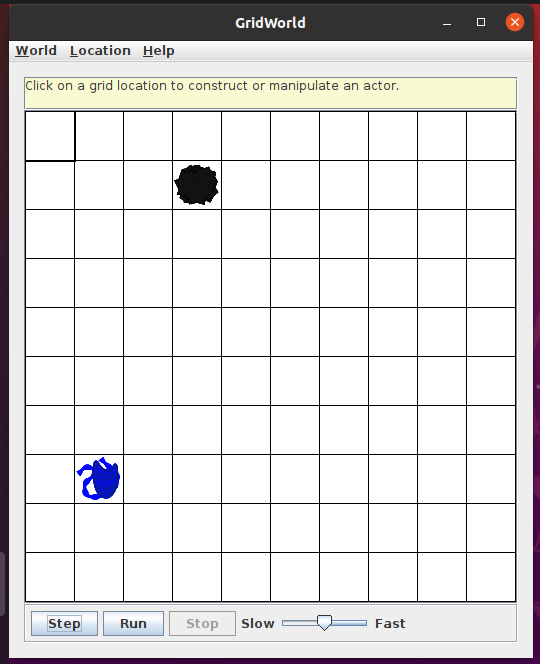 GridWorld
World Location Help
Click on a grid location to construct or manipulate an actor.
Step Run Stop Slow Fast